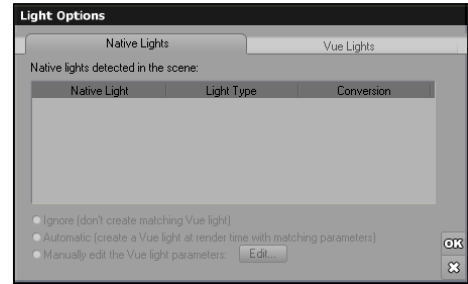 Light Options
Native Lights Vue Lights
Native lights detected in the scene:
Native Light Light Type Conversion
Ignore (don't create matching Vue light)
Automatic (create a Vue light at render time with matching parameters)
Manually edit the Vue light parameters: Edit...
OK